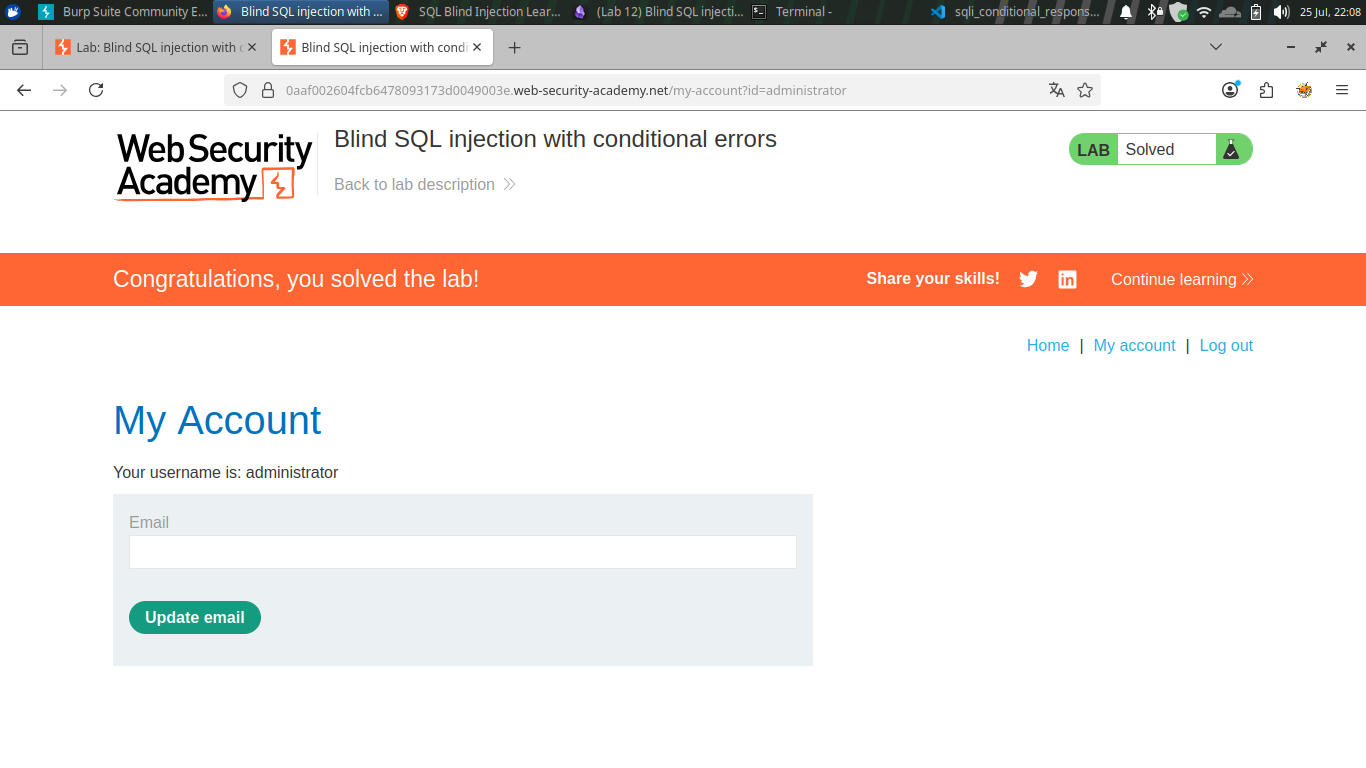 Burp Suite Community E... Blind SQL injection with ... SQL Blind Injection Lear... (Lab 12) Blind SQL injecti... Terminal - sqli_conditional_respons... 25 Jul, 22:08
Lab: Blind SQL injection with c Blind SQL injection with condi
0aaf002604fcb6478093173d0049003e.web-security-academy.net/my-account?id=administrator
WebSecurity
Academy
Blind SQL injection with conditional errors
Back to lab description
LAB Solved
Congratulations, you solved the lab!
Share your skills!
Continue learning
Home | My account | Log out
My Account
Your username is: administrator
Email
Update email